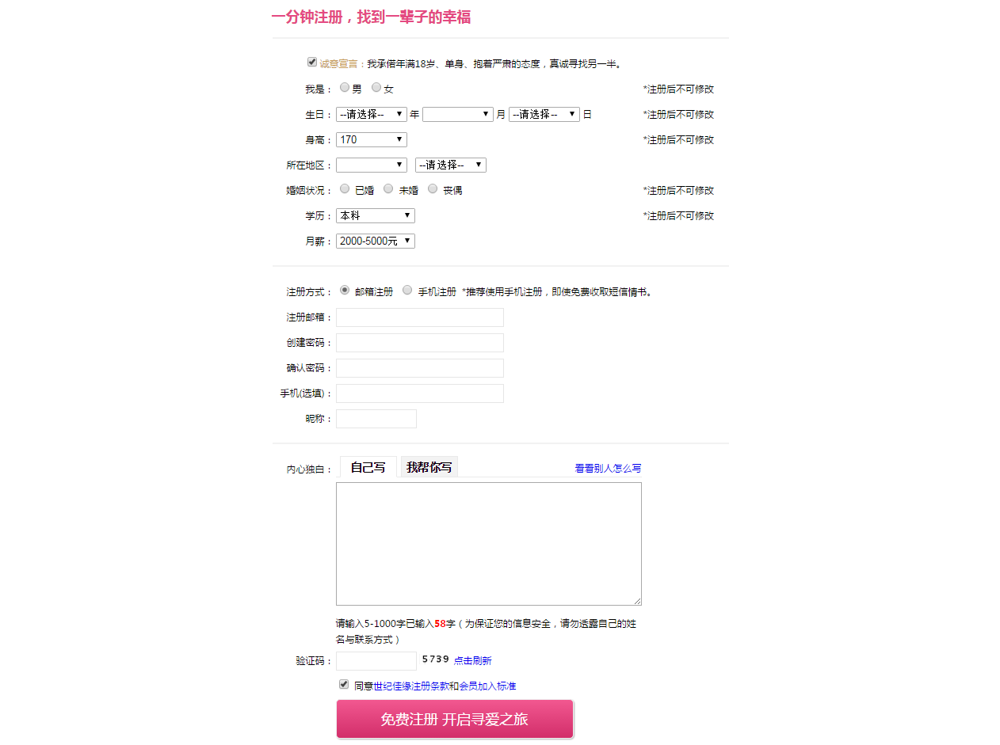 一分钟注册，找到一辈子的幸福
诚意宣言：我承偌年满18岁、单身、抱着严肃的态度，真诚寻找另一半。
我是： 男 女 *注册后不可修改
生日： --请选择-- 年 月 --请选择-- 日 *注册后不可修改
身高： 170 *注册后不可修改
所在地区： --请选择--
婚姻状况： 已婚 未婚 丧偶 *注册后不可修改
学历： 本科 *注册后不可修改
月薪： 2000-5000元
注册方式： 邮箱注册 手机注册 *推荐使用手机注册，即使免费收取短信情书。
注册邮箱：
创建密码：
确认密码：
手机(选填)：
昵称：
内心独白： 自己写 我帮你写 看看别人怎么写
请输入5-1000字已输入58字（为保证您的信息安全，请勿透露自己的姓
名与联系方式）
验证码： 5739 点击刷新
同意世纪佳缘注册条款和会员加入标准
免费注册 开启寻爱之旅